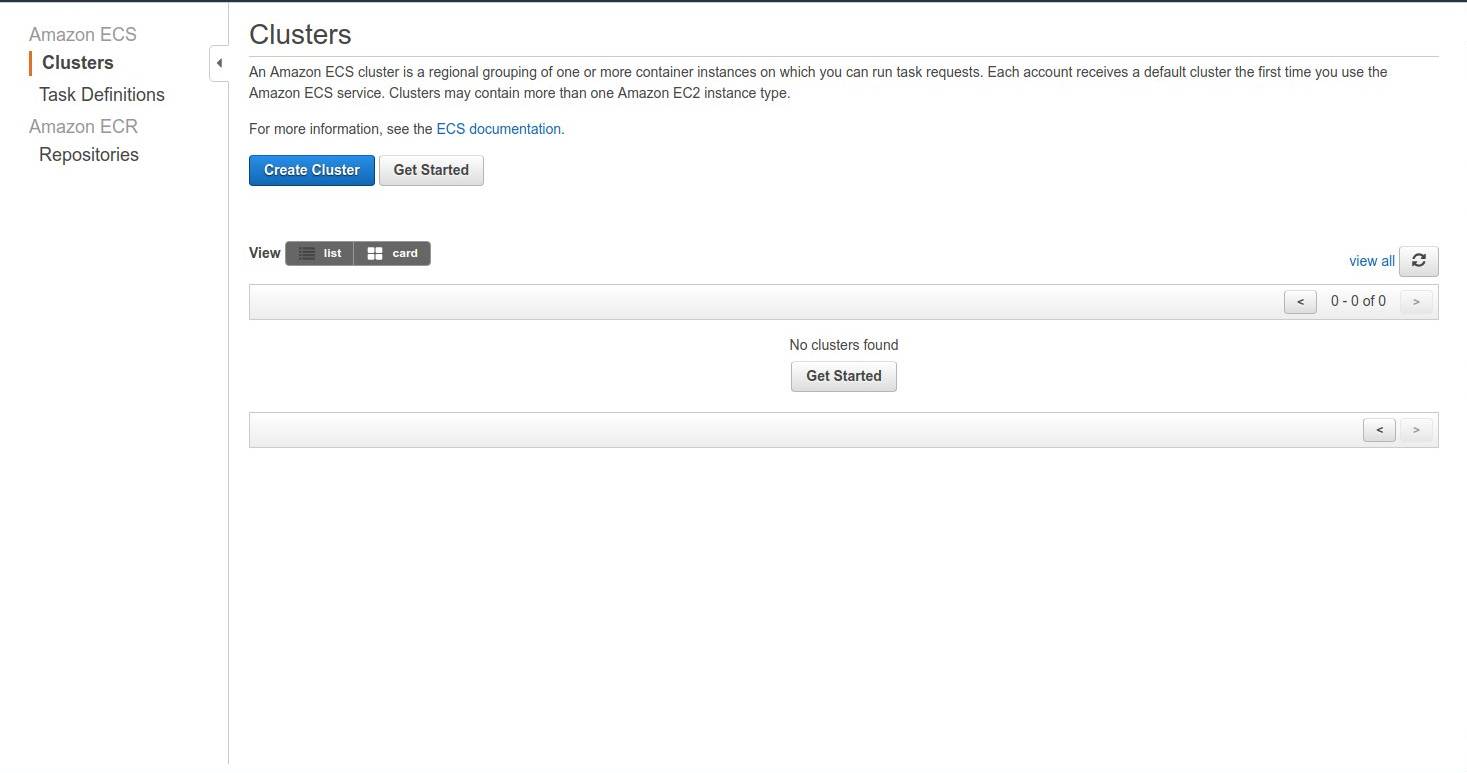 Amazon ECS
Clusters
Task Definitions
Amazon ECR
Repositories
Clusters
An Amazon ECS cluster is a regional grouping of one or more container instances on which you can run task requests. Each account receives a default cluster the first time you use the
Amazon ECS service. Clusters may contain more than one Amazon EC2 instance type.
For more information, see the ECS documentation.
Create Cluster Get Started
View list card
view all
< 0 - 0 of 0 >
No clusters found
Get Started
< >